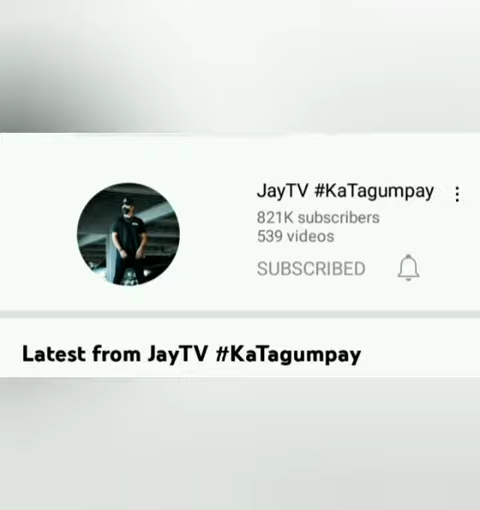 JayTV #KaTagumpay
821K subscribers
539 videos
SUBSCRIBED
Latest from JayTV #KaTagumpay